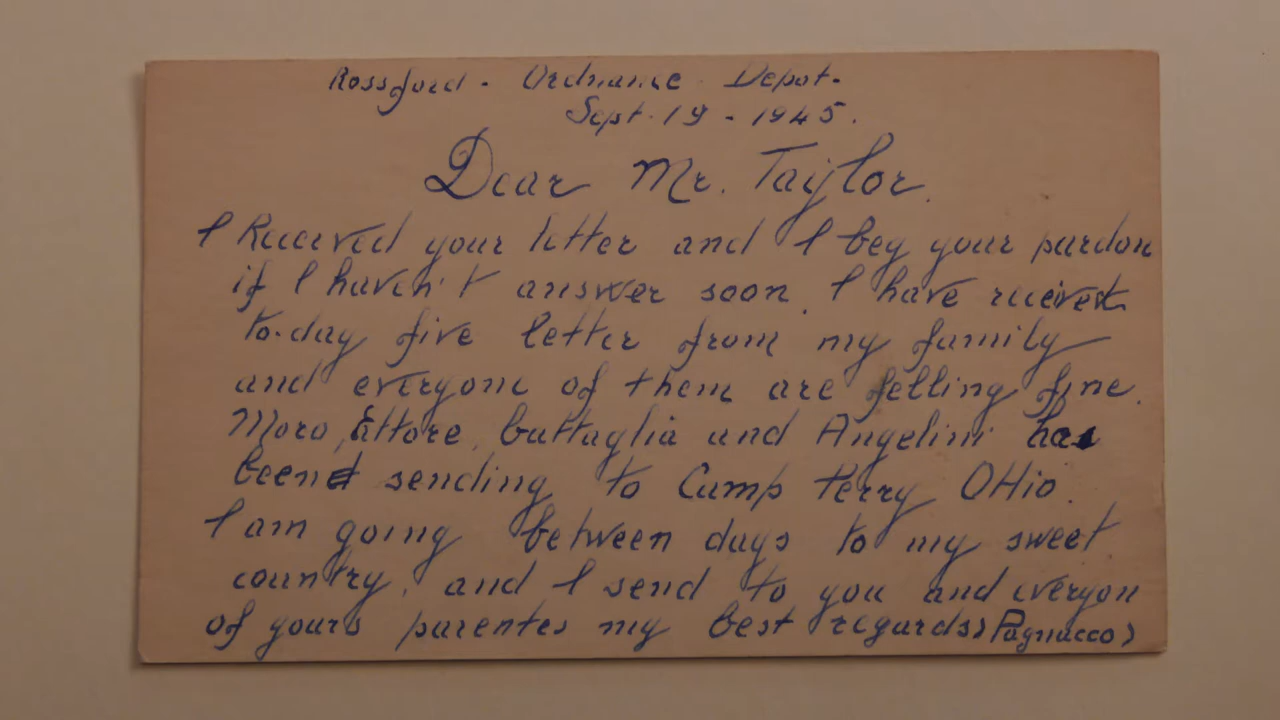 Rossford - Ordnance Depot -
Sept. 19 - 1945.
Dear Mr. Taylor.
I Received your letter and I beg your pardon
if I haven't answer soon. I have recieved
to-day five letter from my family
and everyone of them are felling fine.
Moro, Ettore, Battaglia and Angelini has
been sending to Camp Perry OHio.
I am going between days to my sweet
country, and I send to you and everyon
of yours parentes my best regards (Pagnacco)